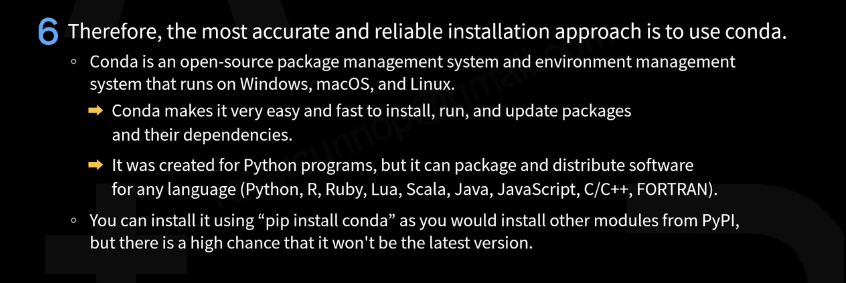 6 Therefore, the most accurate and reliable installation approach is to use conda.
◦ Conda is an open-source package management system and environment management
system that runs on Windows, macOS, and Linux.
➡ Conda makes it very easy and fast to install, run, and update packages
and their dependencies.
➡ It was created for Python programs, but it can package and distribute software
for any language (Python, R, Ruby, Lua, Scala, Java, JavaScript, C/C++, FORTRAN).
◦ You can install it using “pip install conda” as you would install other modules from PyPI,
but there is a high chance that it won't be the latest version.